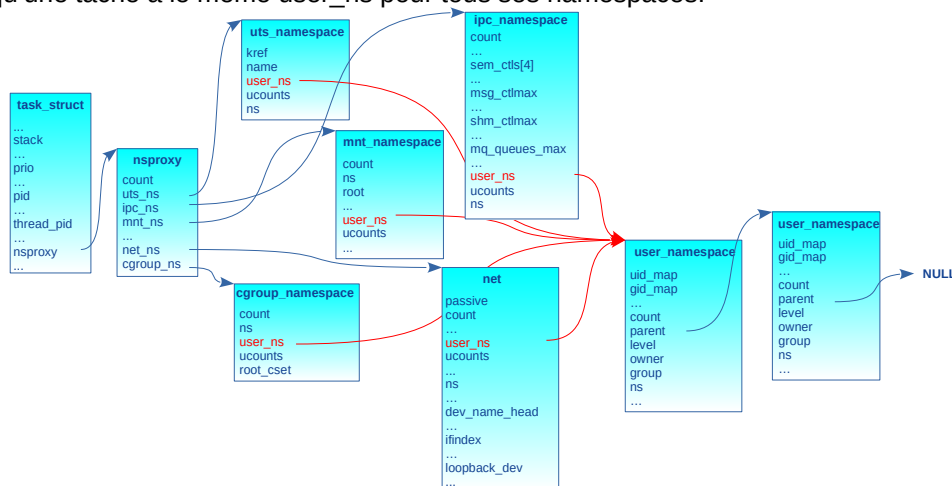 qu'une tâche a le même user_ns pour tous ses namespaces.
task_struct
...
stack
...
prio
...
pid
...
thread_pid
...
nsproxy
...
nsproxy
count
uts_ns
ipc_ns
mnt_ns
...
net_ns
cgroup_ns
uts_namespace
kref
name
user_ns
ucounts
ns
mnt_namespace
count
ns
root
...
user_ns
ucounts
...
cgroup_namespace
count
ns
user_ns
ucounts
root_cset
ipc_namespace
count
...
sem_ctls[4]
...
msg_ctlmax
...
shm_ctlmax
...
mq_queues_max
...
user_ns
ucounts
ns
net
passive
count
...
user_ns
ucounts
...
ns
...
dev_name_head
...
ifindex
...
loopback_dev
...
user_namespace
uid_map
gid_map
...
count
parent
level
owner
group
ns
...
user_namespace
uid_map
gid_map
...
count
parent
level
owner
group
ns
...
NULL